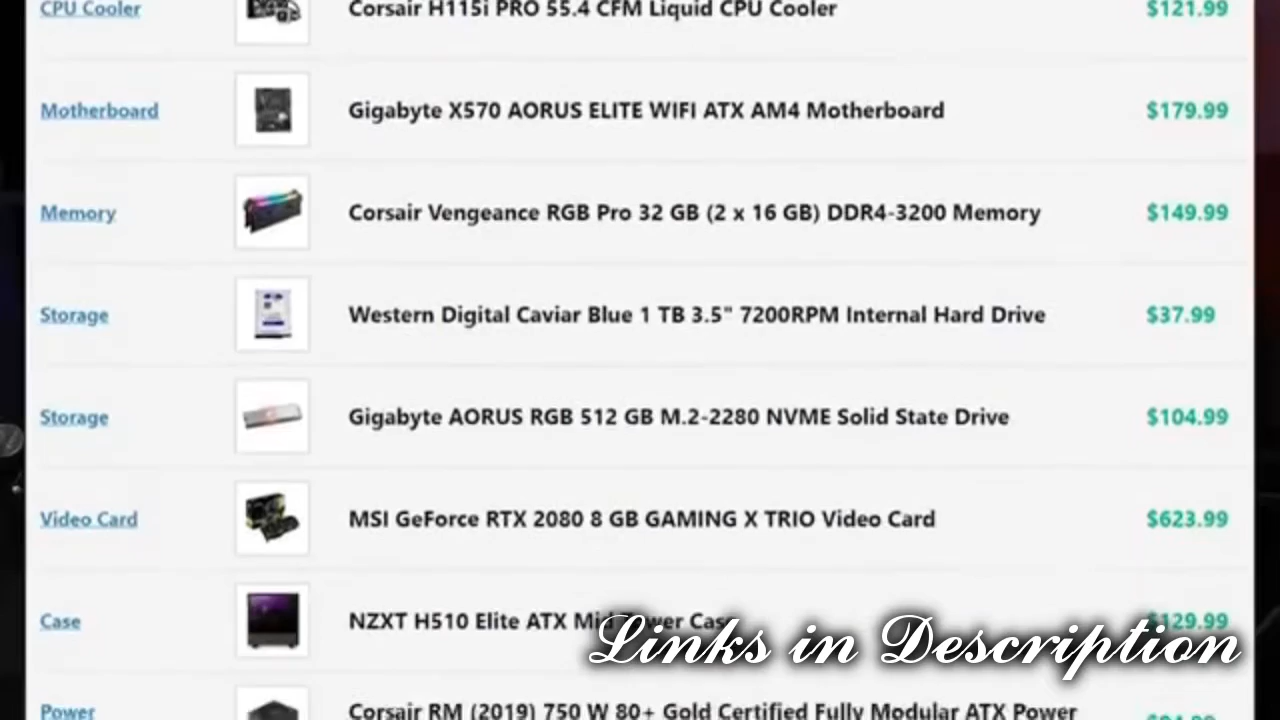 CPU Cooler Corsair H115i PRO 55.4 CFM Liquid CPU Cooler $121.99
Motherboard Gigabyte X570 AORUS ELITE WIFI ATX AM4 Motherboard $179.99
Memory Corsair Vengeance RGB Pro 32 GB (2 x 16 GB) DDR4-3200 Memory $149.99
Storage Western Digital Caviar Blue 1 TB 3.5" 7200RPM Internal Hard Drive $37.99
Storage Gigabyte AORUS RGB 512 GB M.2-2280 NVME Solid State Drive $104.99
Video Card MSI GeForce RTX 2080 8 GB GAMING X TRIO Video Card $623.99
Case NZXT H510 Elite ATX Mid Tower Case $129.99
Links in Description
Power Corsair RM (2019) 750 W 80+ Gold Certified Fully Modular ATX Power